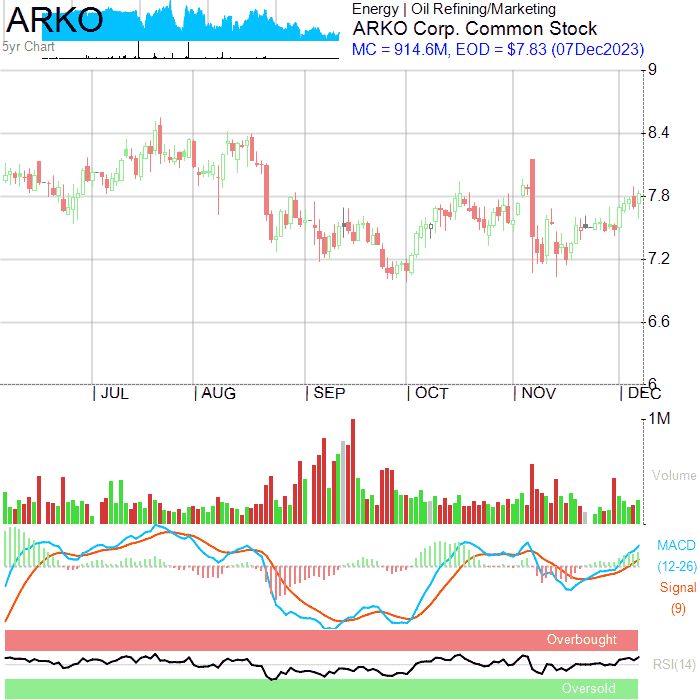 ARKO
5yr Chart
Energy | Oil Refining/Marketing
ARKO Corp. Common Stock
MC = 914.6M, EOD = $7.83 (07Dec2023)
9
8.4
7.8
7.2
6.6
6
JUL AUG SEP OCT NOV DEC
1M
Volume
MACD
(12-26)
Signal
(9)
Overbought
RSI(14)
Oversold